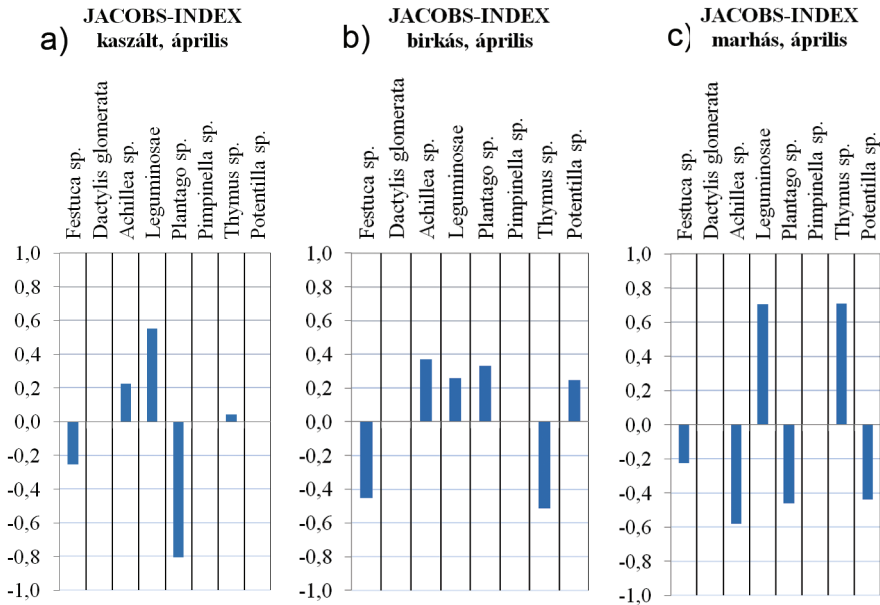 a)
JACOBS-INDEX
kaszált, április
Festuca sp.
Dactylis glomerata
Achillea sp.
Leguminosae
Plantago sp.
Pimpinella sp.
Thymus sp.
Potentilla sp.
1,0
0,8
0,6
0,4
0,2
0,0
-0,2
-0,4
-0,6
-0,8
-1,0
b)
JACOBS-INDEX
birkás, április
Festuca sp.
Dactylis glomerata
Achillea sp.
Leguminosae
Plantago sp.
Pimpinella sp.
Thymus sp.
Potentilla sp.
1,0
0,8
0,6
0,4
0,2
0,0
-0,2
-0,4
-0,6
-0,8
-1,0
c)
JACOBS-INDEX
marhás, április
Festuca sp.
Dactylis glomerata
Achillea sp.
Leguminosae
Plantago sp.
Pimpinella sp.
Thymus sp.
Potentilla sp.
1,0
0,8
0,6
0,4
0,2
0,0
-0,2
-0,4
-0,6
-0,8
-1,0